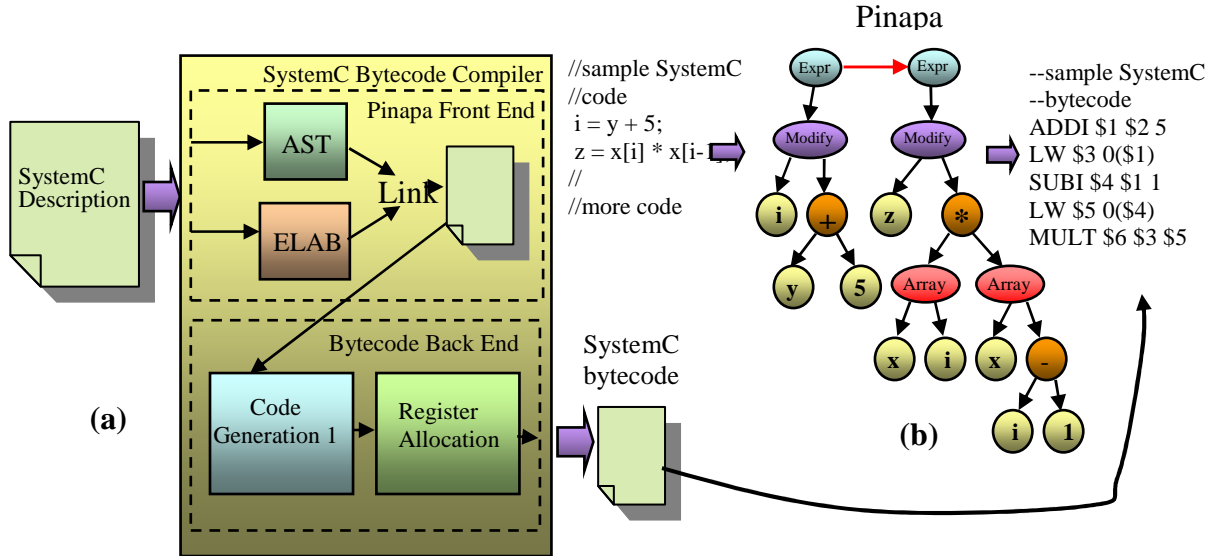 SystemC
Description
(a)
SystemC Bytecode Compiler
Pinapa Front End
AST
ELAB
Link
Bytecode Back End
Code
Generation 1
Register
Allocation
SystemC
bytecode
//sample SystemC
//code
i = y + 5;
z = x[i] * x[i-1]
//
//more code
Pinapa
Expr
Expr
Modify
Modify
i
+
z
*
y
5
Array
Array
x
i
x
-
i
1
(b)
--sample SystemC
--bytecode
ADDI $1 $2 5
LW $3 0($1)
SUBI $4 $1 1
LW $5 0($4)
MULT $6 $3 $5